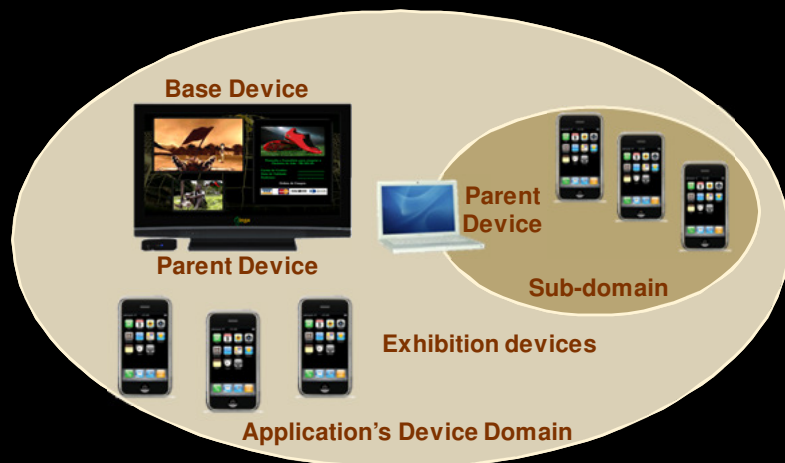 Base Device
Parent Device
Parent
Device
Sub-domain
Exhibition devices
Application's Device Domain